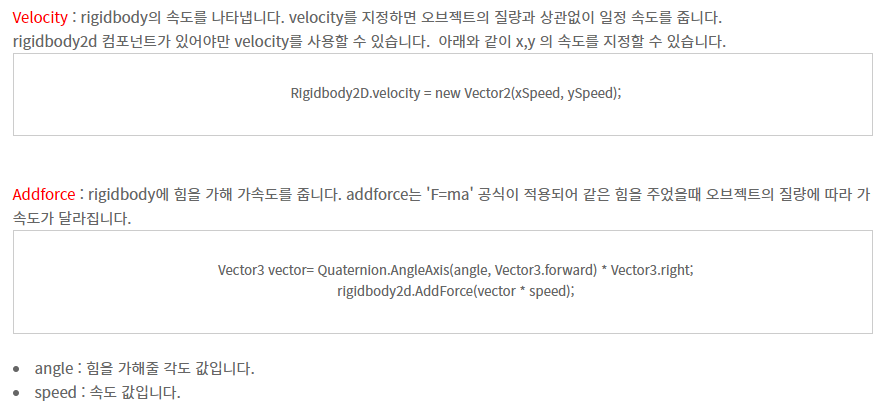 Velocity : rigidbody의 속도를 나타냅니다. velocity를 지정하면 오브젝트의 질량과 상관없이 일정 속도를 줍니다.
rigidbody2d 컴포넌트가 있어야만 velocity를 사용할 수 있습니다. 아래와 같이 x,y 의 속도를 지정할 수 있습니다.
Rigidbody2D.velocity = new Vector2(xSpeed, ySpeed);
Addforce : rigidbody에 힘을 가해 가속도를 줍니다. addforce는 'F=ma' 공식이 적용되어 같은 힘을 주었을때 오브젝트의 질량에 따라 가
속도가 달라집니다.
Vector3 vector= Quaternion.AngleAxis(angle, Vector3.forward) * Vector3.right;
rigidbody2d.AddForce(vector * speed);
• angle : 힘을 가해줄 각도 값입니다.
• speed : 속도 값입니다.